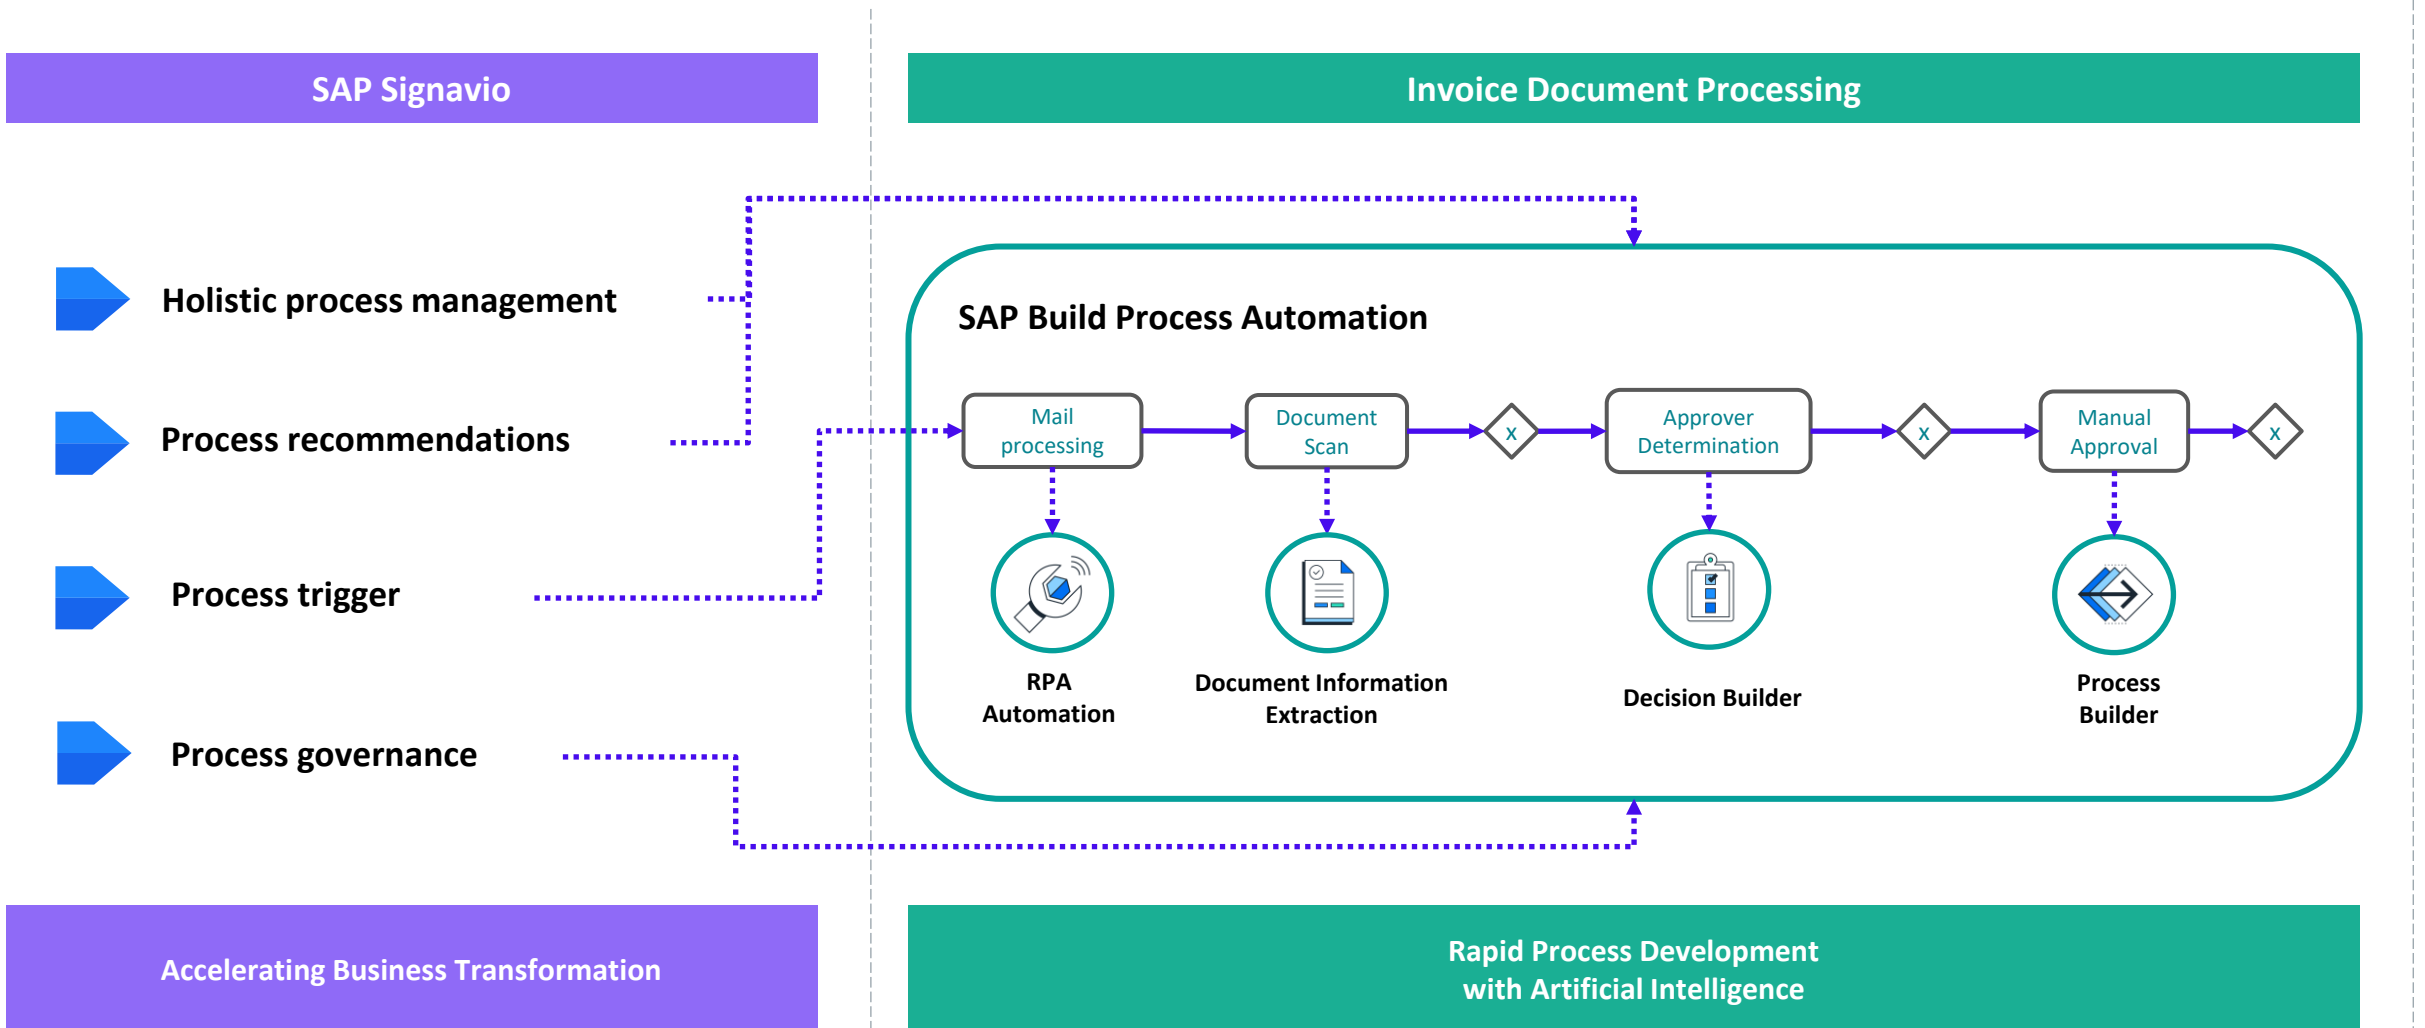 SAP Signavio
Invoice Document Processing
Holistic process management
Process recommendations
Process trigger
Process governance
SAP Build Process Automation
Mail
processing
Document
Scan
x
Approver
Determination
x
Manual
Approval
x
RPA
Automation
Document Information
Extraction
Decision Builder
Process
Builder
Accelerating Business Transformation
Rapid Process Development
with Artificial Intelligence